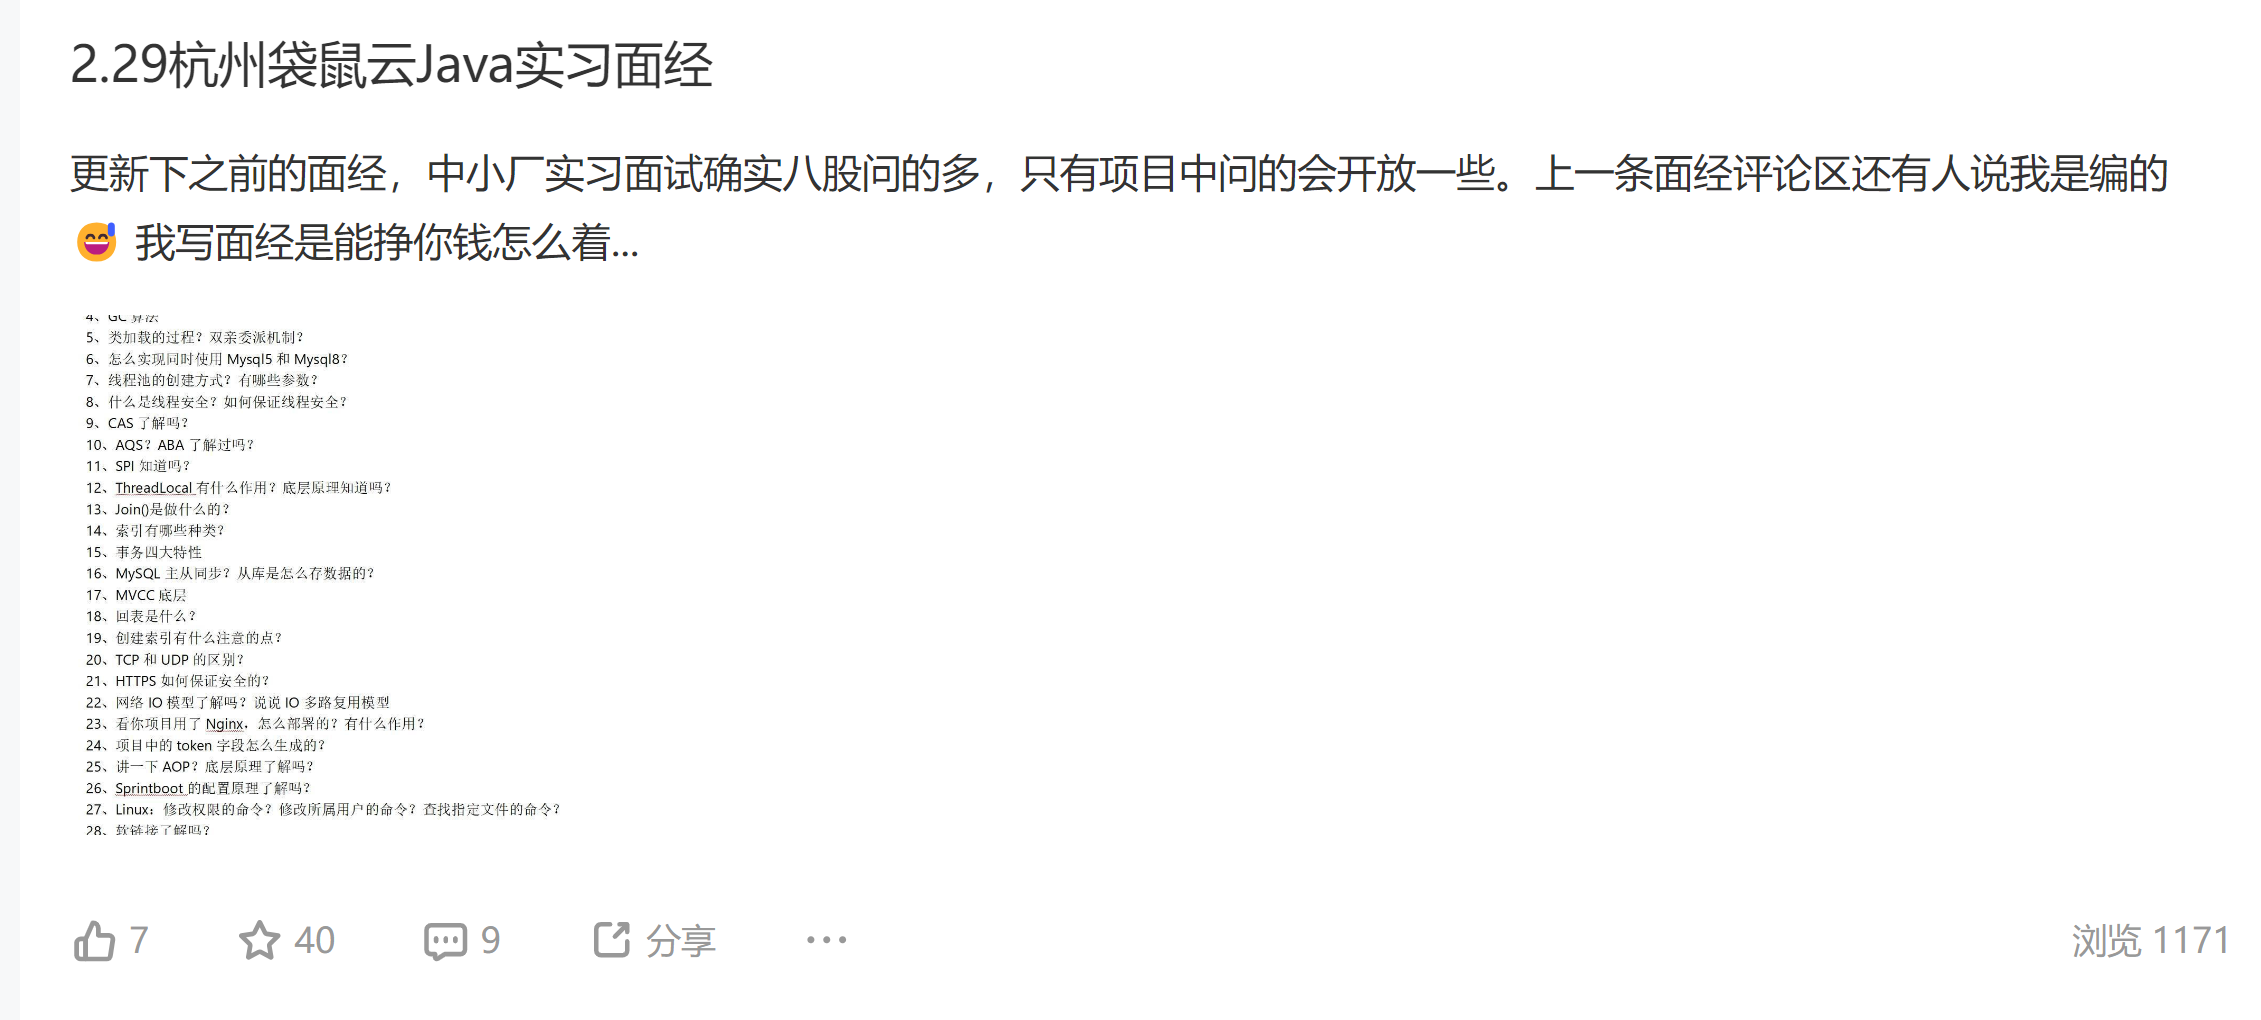 2.29杭州袋鼠云Java实习面经
更新下之前的面经，中小厂实习面试确实八股问的多，只有项目中问的会开放一些。上一条面经评论区还有人说我是编的
😅 我写面经是能挣你钱怎么着...
4、GC 算法
5、类加载的过程？双亲委派机制？
6、怎么实现同时使用 Mysql5 和 Mysql8？
7、线程池的创建方式？有哪些参数？
8、什么是线程安全？如何保证线程安全？
9、CAS 了解吗？
10、AQS？ABA 了解过吗？
11、SPI 知道吗？
12、ThreadLocal 有什么作用？底层原理知道吗？
13、Join()是做什么的？
14、索引有哪些种类？
15、事务四大特性
16、MySQL 主从同步？从库是怎么存数据的？
17、MVCC 底层
18、回表是什么？
19、创建索引有什么注意的点？
20、TCP 和 UDP 的区别？
21、HTTPS 如何保证安全的？
22、网络 IO 模型了解吗？说说 IO 多路复用模型
23、看你项目用了 Nginx，怎么部署的？有什么作用？
24、项目中的 token 字段怎么生成的？
25、讲一下 AOP？底层原理了解吗？
26、Sprintboot 的配置原理了解吗？
27、Linux：修改权限的命令？修改所属用户的命令？查找指定文件的命令？
28、软链接了解吗？
7 40 9 分享 ··· 浏览 1171